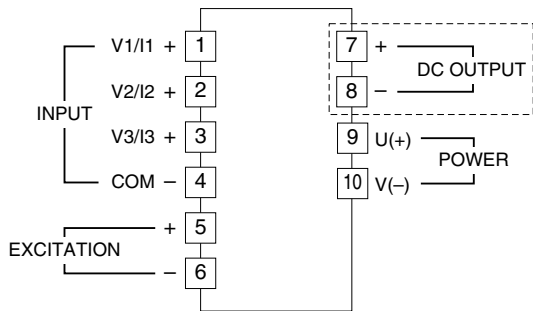 V1/I1 + 1
V2/I2 + 2
INPUT
V3/I3 + 3
COM – 4
+ 5
EXCITATION
– 6
7 +
DC OUTPUT
8 –
9 U(+)
POWER
10 V(–)